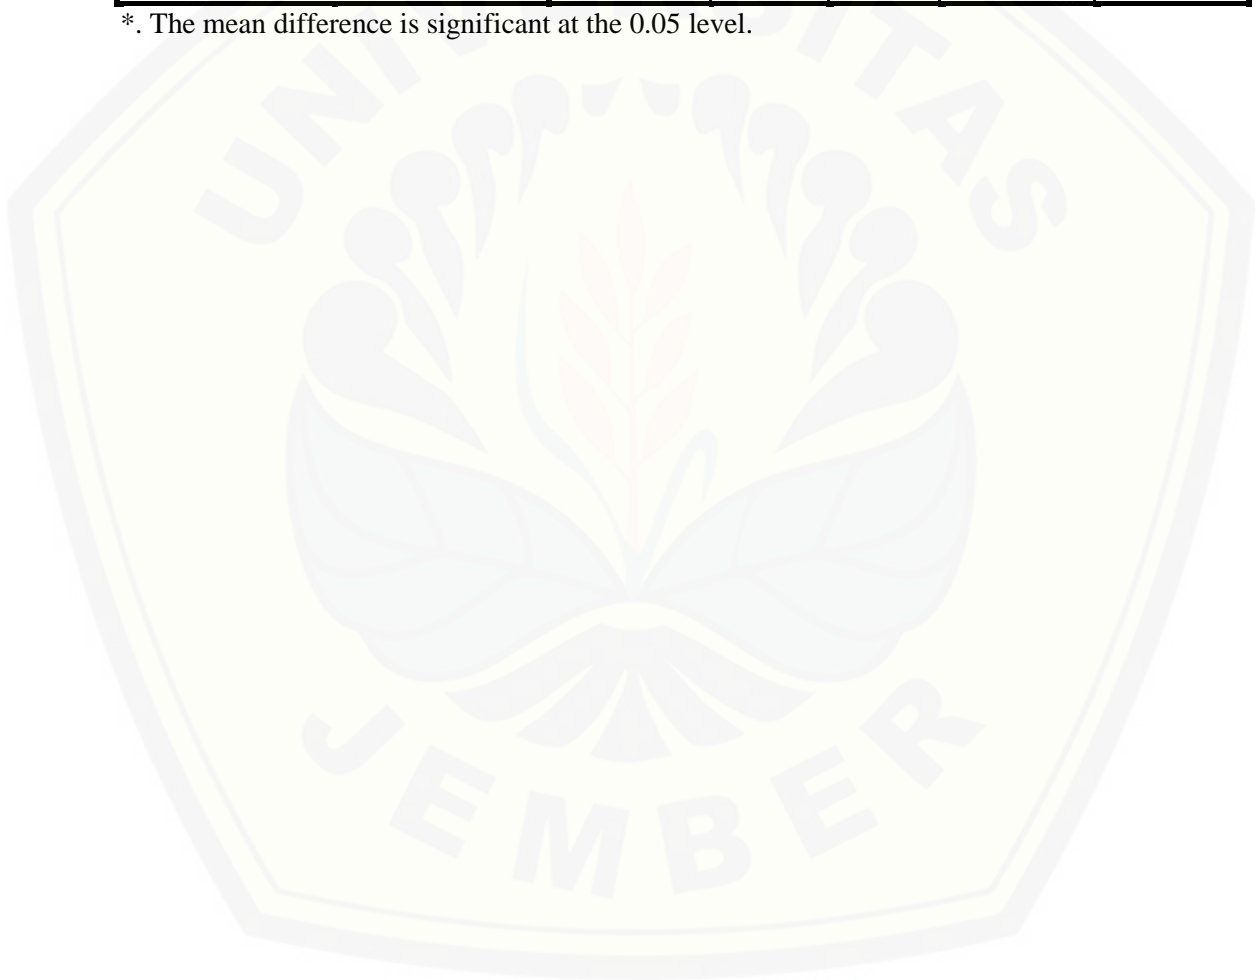 *. The mean difference is significant at the 0.05 level.
UNIVERSITAS
JEMBER